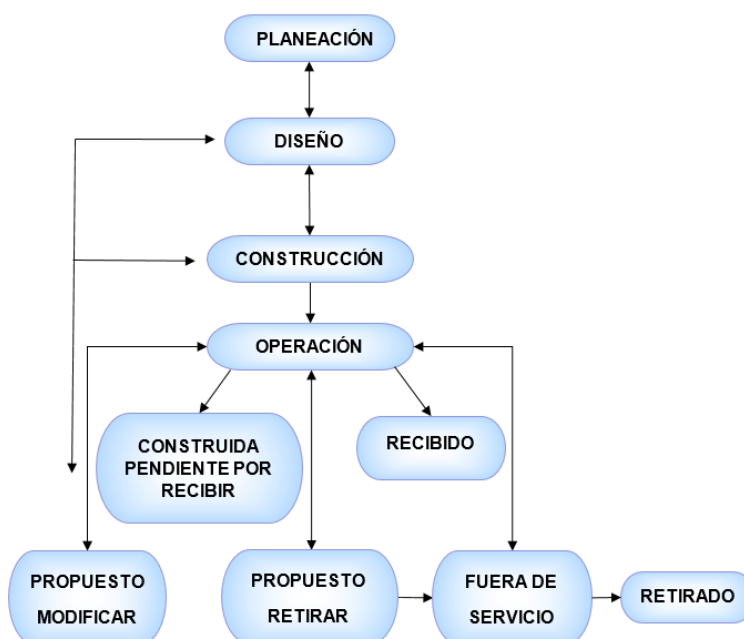 PLANEACIÓN
DISEÑO
CONSTRUCCIÓN
OPERACIÓN
CONSTRUIDA
PENDIENTE POR
RECIBIR
RECIBIDO
PROPUESTO
MODIFICAR
PROPUESTO
RETIRAR
FUERA DE
SERVICIO
RETIRADO